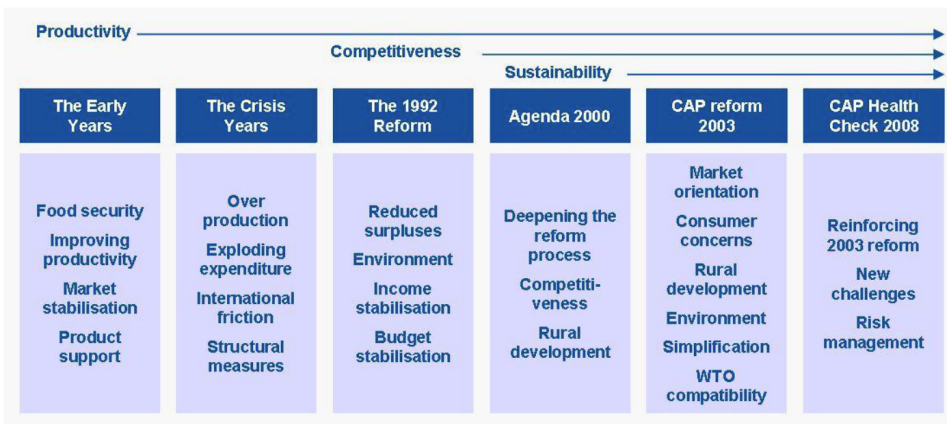 Productivity
Competitiveness
Sustainability
The Early
Years
Food security
Improving
productivity
Market
stabilisation
Product
support
The Crisis
Years
Over
production
Exploding
expenditure
International
friction
Structural
measures
The 1992
Reform
Reduced
surpluses
Environment
Income
stabilisation
Budget
stabilisation
Agenda 2000
Deepening the
reform
process
Competiti-
veness
Rural
development
CAP reform
2003
Market
orientation
Consumer
concerns
Rural
development
Environment
Simplification
WTO
compatibility
CAP Health
Check 2008
Reinforcing
2003 reform
New
challenges
Risk
management